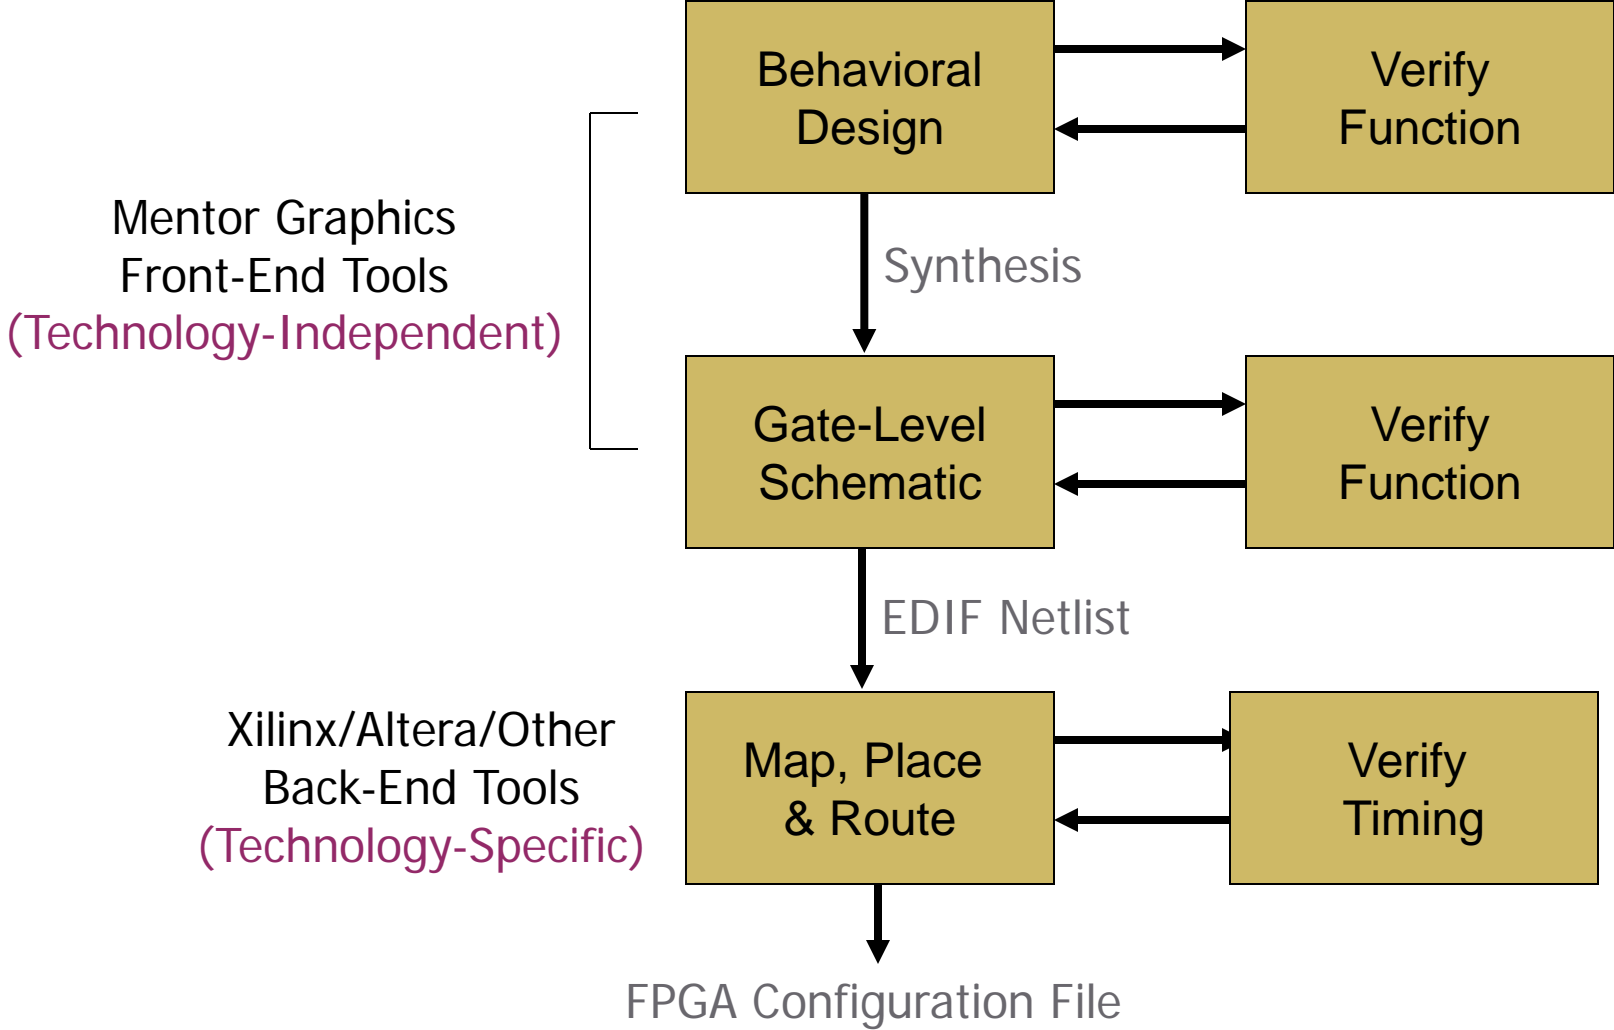 Behavioral
Design
Verify
Function
Mentor Graphics
Front-End Tools
(Technology-Independent)
Synthesis
Gate-Level
Schematic
Verify
Function
EDIF Netlist
Xilinx/Altera/Other
Back-End Tools
(Technology-Specific)
Map, Place
& Route
Verify
Timing
FPGA Configuration File